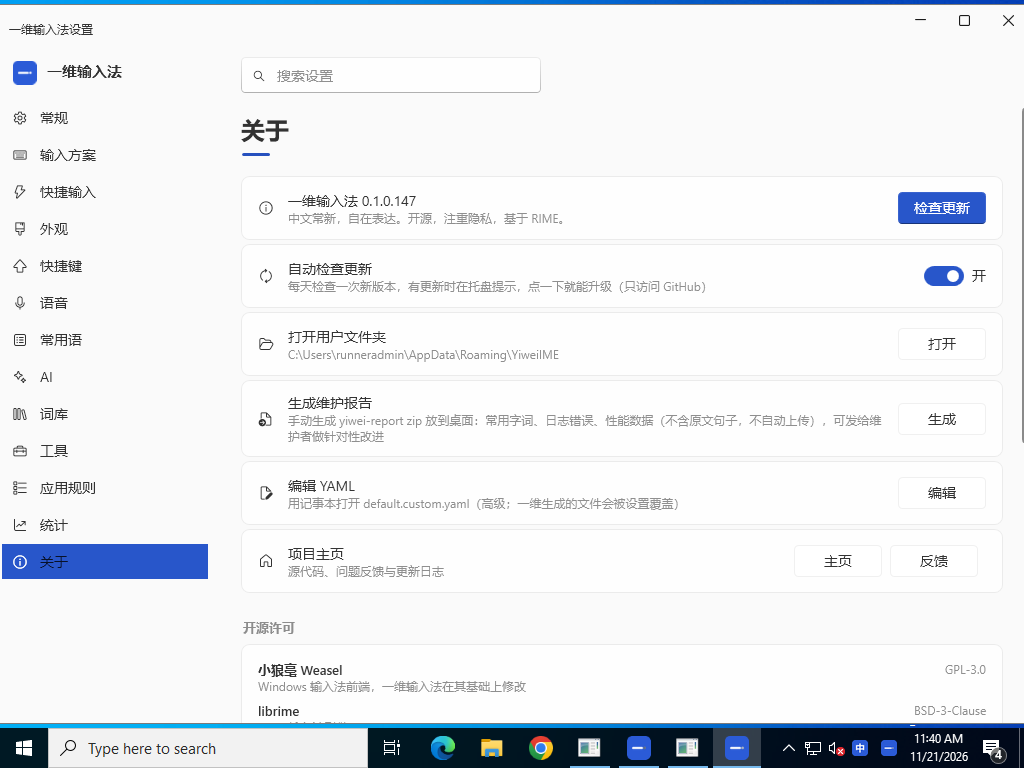 一维输入法设置
一维输入法
搜索设置
常规
输入方案
快捷输入
外观
快捷键
语音
常用语
AI
词库
工具
应用规则
统计
关于
关于
一维输入法 0.1.0.147
中文常新，自在表达。开源，注重隐私，基于 RIME。
检查更新
自动检查更新
每天检查一次新版本，有更新时在托盘提示，点一下就能升级（只访问 GitHub）
开
打开用户文件夹
C:\Users\runneradmin\AppData\Roaming\YiweiIME
打开
生成维护报告
手动生成 yiwei-report zip 放到桌面：常用字词、日志错误、性能数据（不含原文句子，不自动上传），可发给维
护者做针对性改进
生成
编辑 YAML
用记事本打开 default.custom.yaml（高级；一维生成的文件会被设置覆盖）
编辑
项目主页
源代码、问题反馈与更新日志
主页
反馈
开源许可
小狼毫 Weasel
GPL-3.0
Windows 输入法前端，一维输入法在其基础上修改
librime
BSD-3-Clause
Type here to search
中
11:40 AM
11/21/2026
4